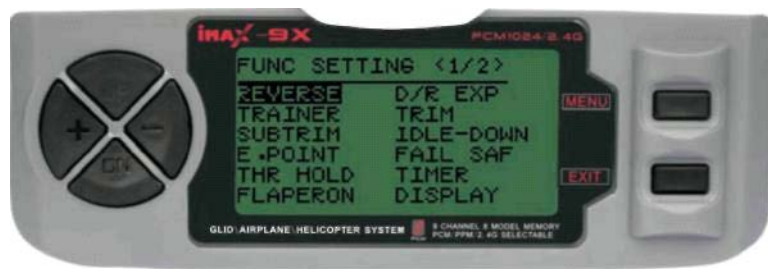 iMAX-9X PCM1024/2.4G
FUNC SETTING <1/2>
REVERSE D/R EXP
TRAINER TRIM
SUBTRIM IDLE-DOWN
E.POINT FAIL SAF
THR HOLD TIMER
FLAPERON DISPLAY
MENU
EXIT
+ -
DN
GLID\AIRPLANE\HELICOPTER SYSTEM
8 CHANNEL 8 MODEL MEMORY
PCM/PPM/2.4G SELECTABLE